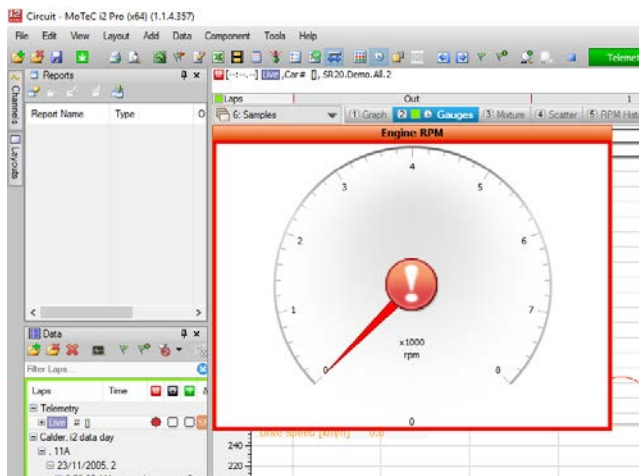 Circuit - MoTeC i2 Pro (x64) (1.1.4.357)
File Edit View Layout Add Data Component Tools Help
Telemet
Reports
[--:--.--] Live ,Car # [], SR20.Demo.All.2
Channels
Layouts
Report Name Type O
Laps Out 1
6: Samples 1 Graph 2 Gauges 3 Mixture 4 Scatter 5 RPM Hist
Engine RPM
0
1
2
3
4
5
6
7
8
x1000
rpm
0
Data
Filter Laps...
Laps Time
Telemetry
Live # []
Calder. i2 data day
. 11A
23/11/2005. 2
Drive Speed [km/h] 0.0
240
220